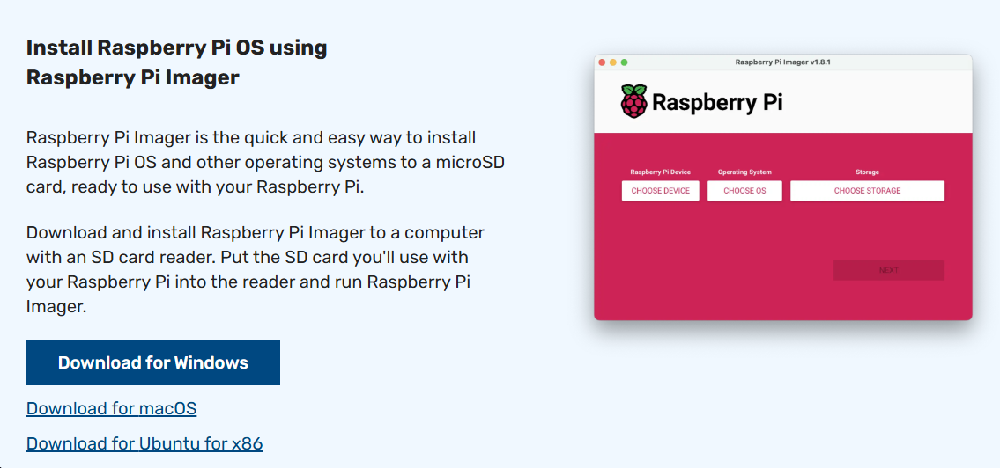 Install Raspberry Pi OS using
Raspberry Pi Imager
Raspberry Pi Imager is the quick and easy way to install
Raspberry Pi OS and other operating systems to a microSD
card, ready to use with your Raspberry Pi.
Download and install Raspberry Pi Imager to a computer
with an SD card reader. Put the SD card you'll use with
your Raspberry Pi into the reader and run Raspberry Pi
Imager.
Download for Windows
Download for macOS
Download for Ubuntu for x86
Raspberry Pi Imager v1.8.1
Raspberry Pi
Raspberry Pi Device Operating System Storage
CHOOSE DEVICE CHOOSE OS CHOOSE STORAGE
NEXT